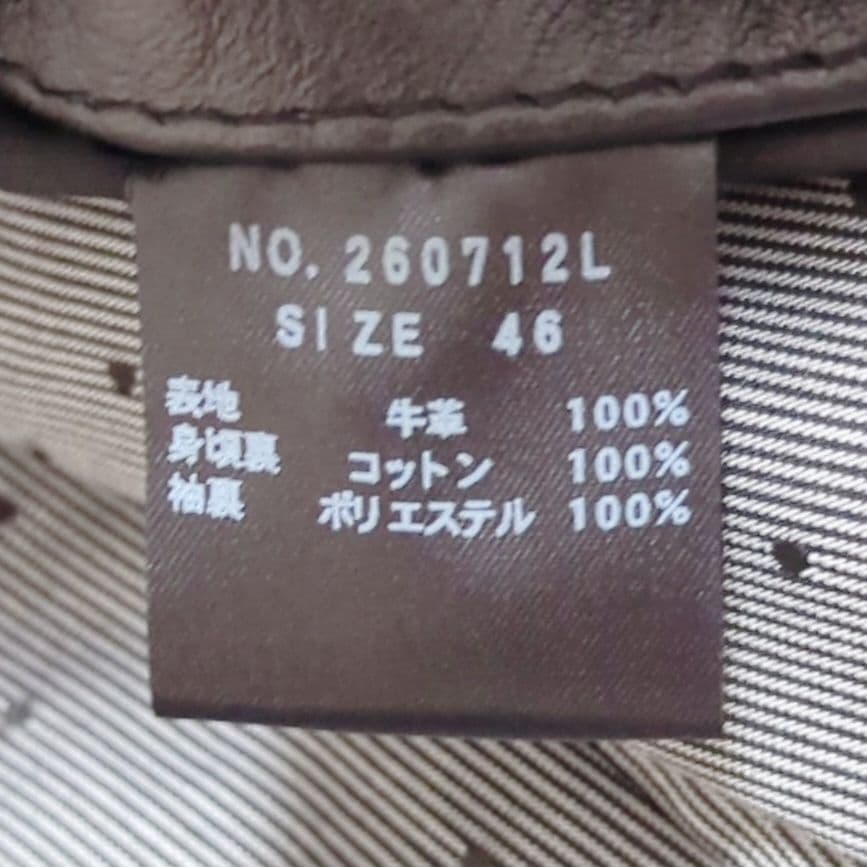 NO. 260712L
SIZE 46
表地 牛革 100%
身頃裏 コットン 100%
袖裏 ポリエステル 100%